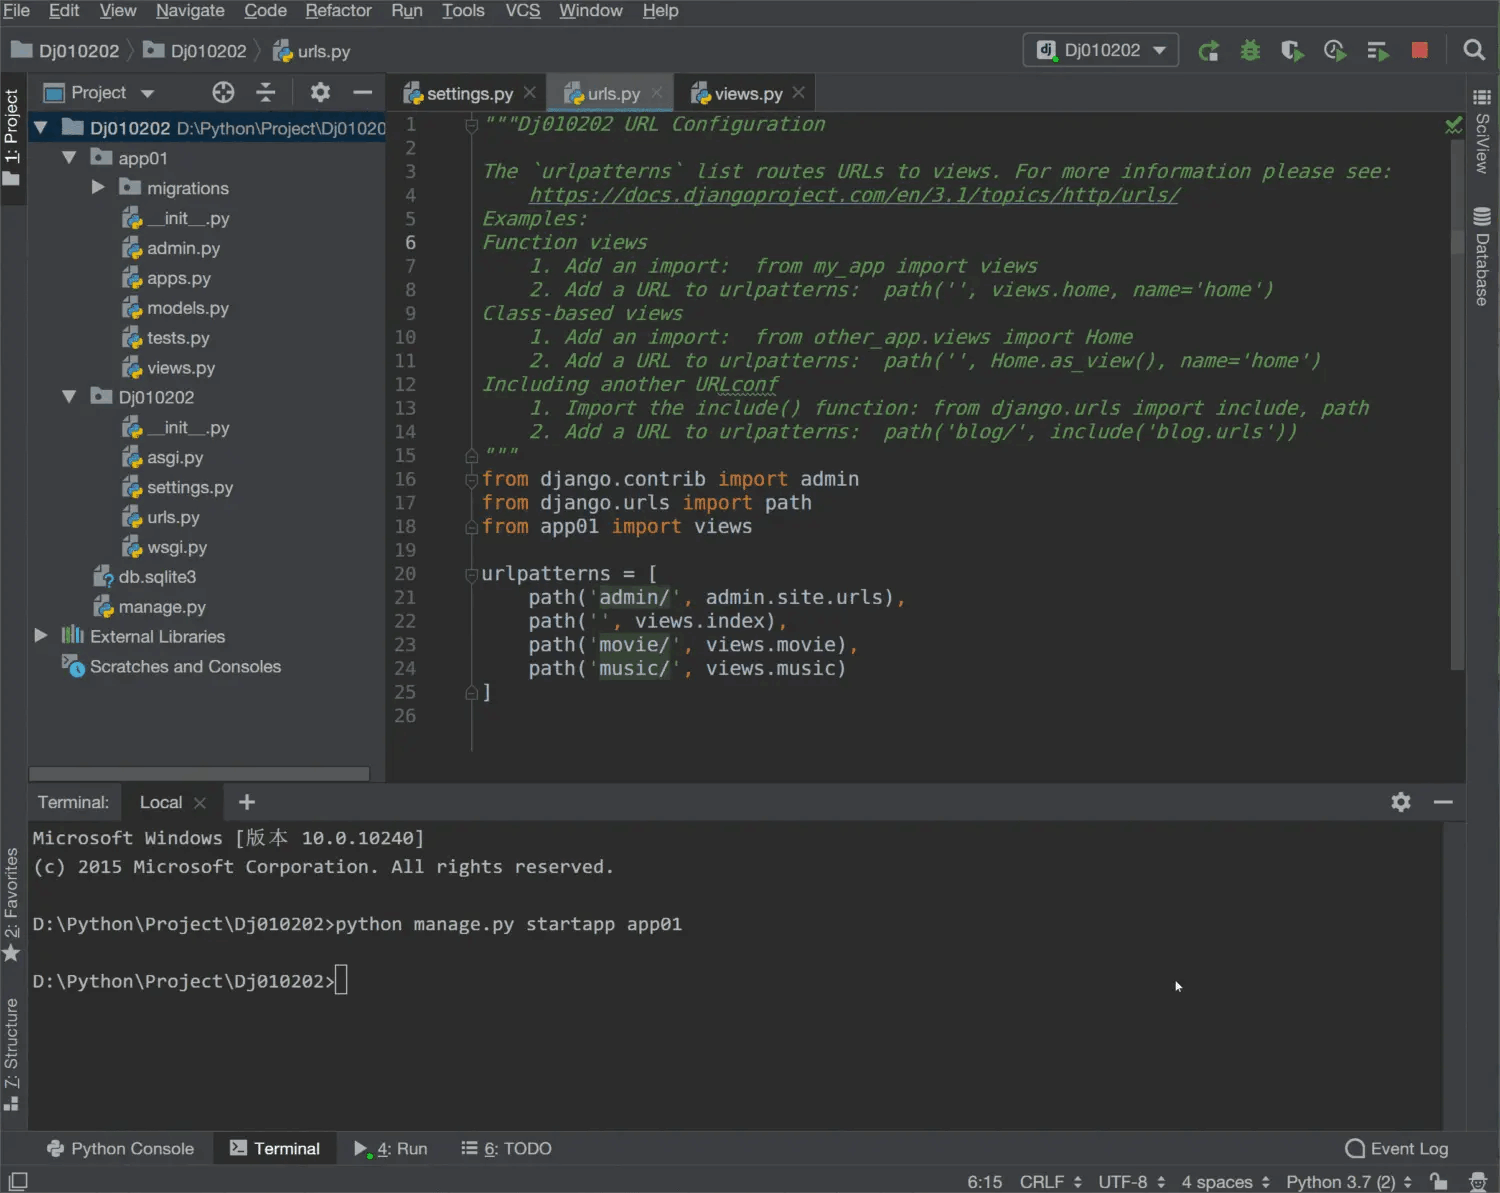 File Edit View Navigate Code Refactor Run Tools VCS Window Help
Dj010202 Dj010202 urls.py dj Dj010202
Project settings.py urls.py views.py
1: Project
SciView
Database
Dj010202 D:\Python\Project\Dj01020
app01
migrations
__init__.py
admin.py
apps.py
models.py
tests.py
views.py
Dj010202
__init__.py
asgi.py
settings.py
urls.py
wsgi.py
db.sqlite3
manage.py
External Libraries
Scratches and Consoles
1 """Dj010202 URL Configuration
2
3 The `urlpatterns` list routes URLs to views. For more information please see:
4 https://docs.djangoproject.com/en/3.1/topics/http/urls/
5 Examples:
6 Function views
7 1. Add an import:  from my_app import views
8 2. Add a URL to urlpatterns:  path('', views.home, name='home')
9 Class-based views
10 1. Add an import:  from other_app.views import Home
11 2. Add a URL to urlpatterns:  path('', Home.as_view(), name='home')
12 Including another URLconf
13 1. Import the include() function: from django.urls import include, path
14 2. Add a URL to urlpatterns:  path('blog/', include('blog.urls'))
15 """
16 from django.contrib import admin
17 from django.urls import path
18 from app01 import views
19
20 urlpatterns = [
21 path('admin/', admin.site.urls),
22 path('', views.index),
23 path('movie/', views.movie),
24 path('music/', views.music)
25 ]
26
Terminal: Local
Microsoft Windows [版本 10.0.10240]
(c) 2015 Microsoft Corporation. All rights reserved.
D:\Python\Project\Dj010202>python manage.py startapp app01
D:\Python\Project\Dj010202>
2: Favorites
7: Structure
Python Console Terminal 4: Run 6: TODO Event Log
6:15 CRLF UTF-8 4 spaces Python 3.7 (2)